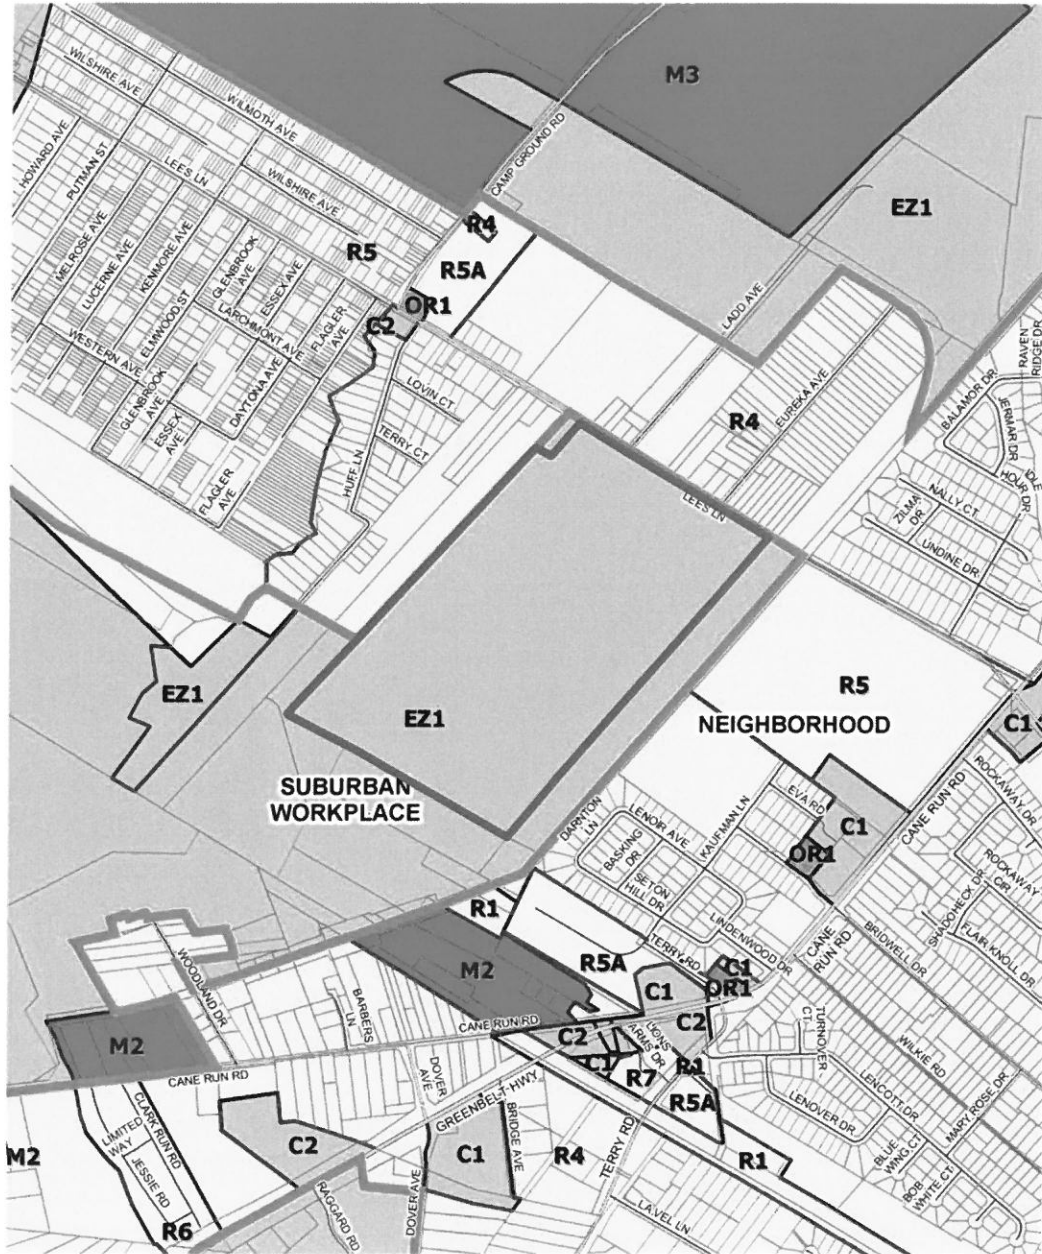 M3
WILSHIRE AVE
WILMOTH AVE
CAMP GROUND RD
HOWARD AVE
PUTMAN ST
LEES LN
WILSHIRE AVE
EZ1
R4
R5
R5A
MELROSE AVE
LUCERNE AVE
KENMORE AVE
GLENBROOK
AVE
ESSEX AVE
ELMWOOD ST
LARCHMONT AVE
FLAGLER
AVE
OR1
C2
LADD AVE
WESTERN AVE
DAYTONA AVE
GLENBROOK
AVE
ESSEX
AVE
FLAGLER
AVE
LOVIN CT
TERRY CT
HUFF LN
EUREKA AVE
R4
LEES LN
RAVEN
RIDGE DR
BALAMOR DR
JERMAR DR
IDLE
HOUR DR
NALLY CT
ZILMA
DR
UNDINE DR
R5
EZ1
EZ1
NEIGHBORHOOD
C1
SUBURBAN
WORKPLACE
DARNTON
LN
LENOIR AVE
BASKING
DR
SETON
HILL DR
KAUFMAN LN
EVA RD
C1
OR1
CANE RUN RD
ROCKAWAY DR
ROCKAWAY
CIR
SHADOHECK DR
FLAIR KNOLL DR
LINDENWOOD DR
CANE
RUN RD
BRIDWELL DR
R1
R5A
TERRY RD
M2
C1
C1
OR1
WOODLAND DR
BARBERS
LN
CANE RUN RD
C2
LIONS
ARMS DR
C2
C1
R7
R1
R5A
TURNOVER
CT
WILKIE RD
M2
CANE RUN RD
DOVER
AVE
GREENBELT HWY
BRIDGE AVE
LENCOTT DR
LENOVER DR
MARY ROSE DR
BLUE
WING CT
BOB
WHITE CT
CLARK RUN RD
LIMITED
WAY
JESSIE RD
C2
C1
R4
TERRY RD
R1
M2
R6
RAGGARD RD
DOVER AVE
LA VEL LN